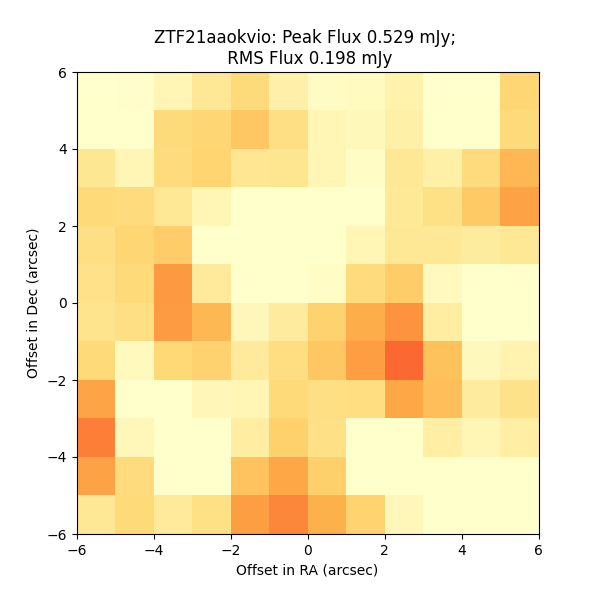 ZTF21aaokvio: Peak Flux 0.529 mJy;
RMS Flux 0.198 mJy
6
4
2
0
−2
−4
−6
Offset in Dec (arcsec)
−6 −4 −2 0 2 4 6
Offset in RA (arcsec)